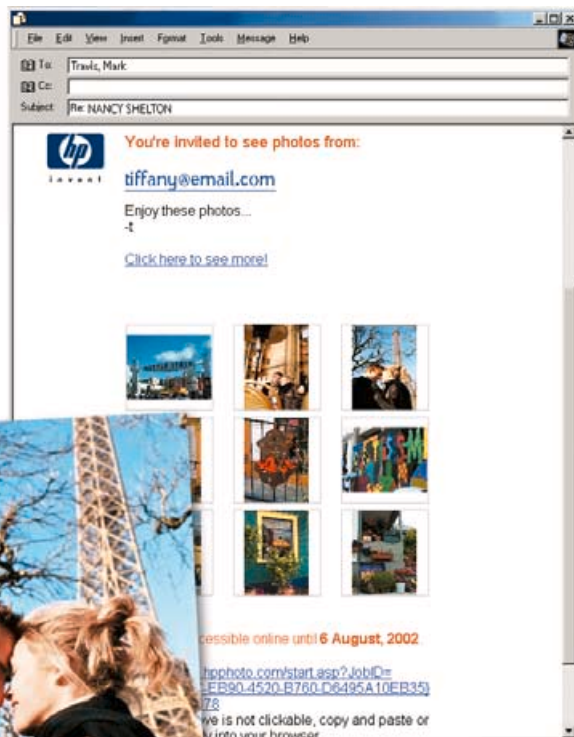 File Edit View Insert Format Tools Message Help
To: Travis, Mark
Cc:
Subject: Re: NANCY SHELTON
hp
invent
You're invited to see photos from:
tiffany@email.com
Enjoy these photos...
-t
Click here to see more!
cessible online until 6 August, 2002
hpphoto.com/start.asp?JobID=
-EB90-4520-B760-D6495A10EB35}
78
ve is not clickable, copy and paste or
into your browser